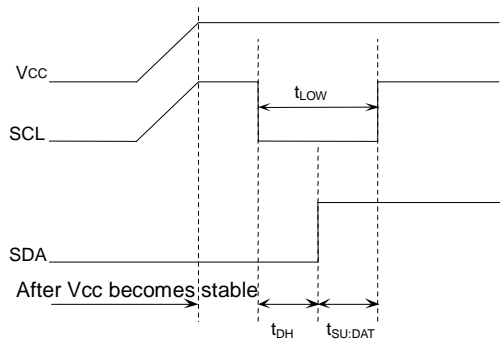 Vcc
tLOW
SCL
SDA
After Vcc becomes stable
tDH
tSU:DAT